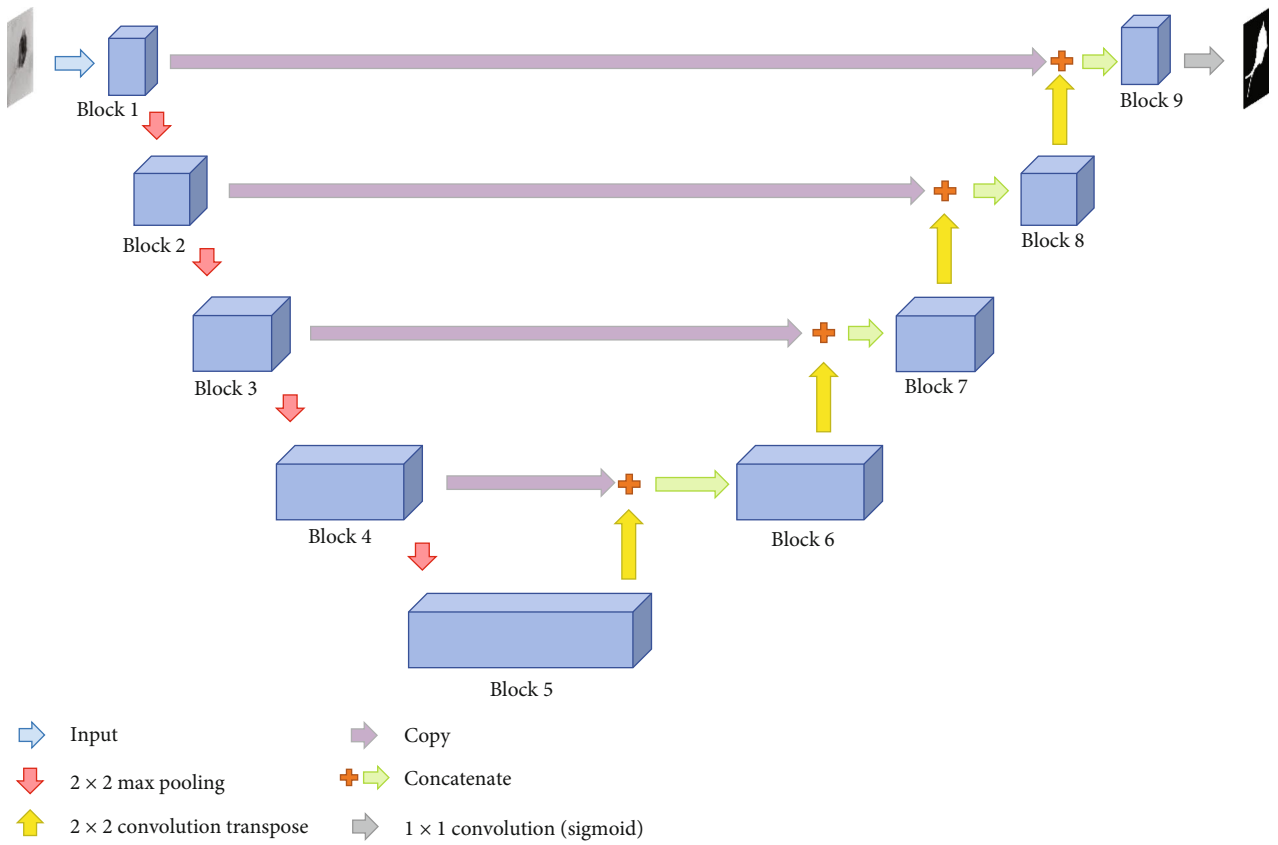 Block 1
Block 9
Block 2
Block 8
Block 3
Block 7
Block 4
Block 6
Block 5
Input
Copy
2 × 2 max pooling
Concatenate
2 × 2 convolution transpose
1 × 1 convolution (sigmoid)